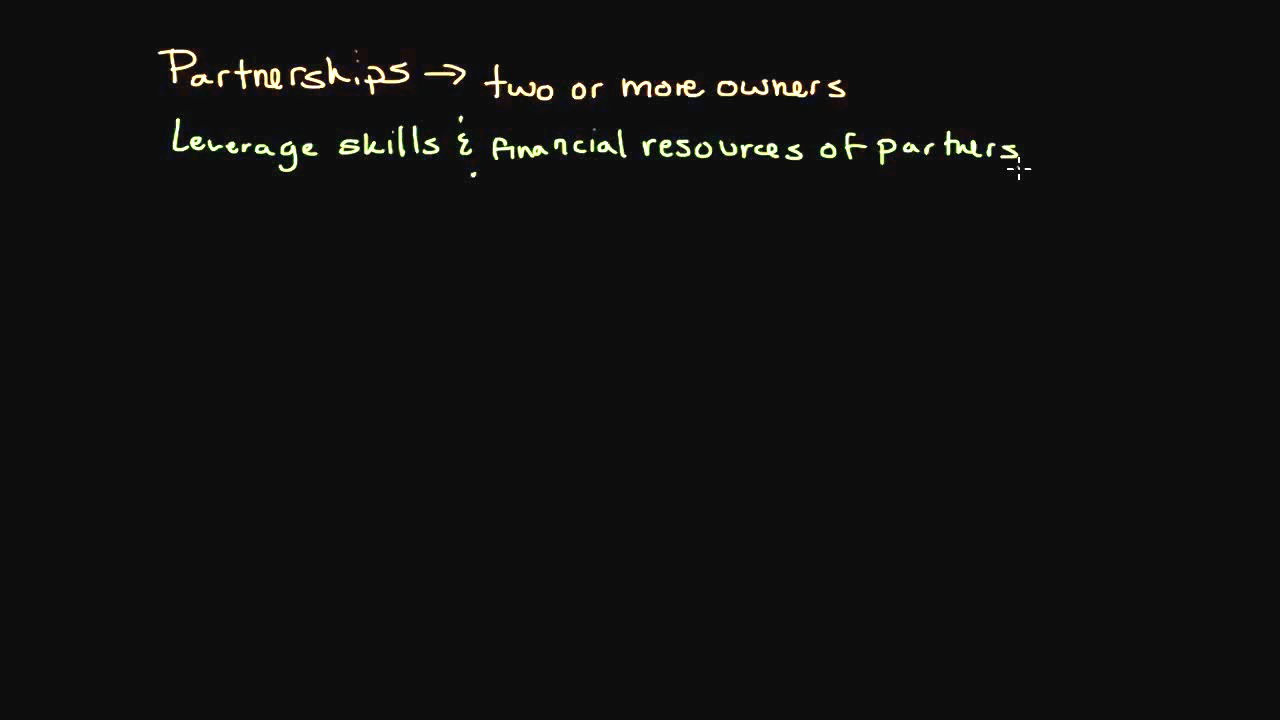 Partnerships → two or more owners
Leverage skills & financial resources of partners